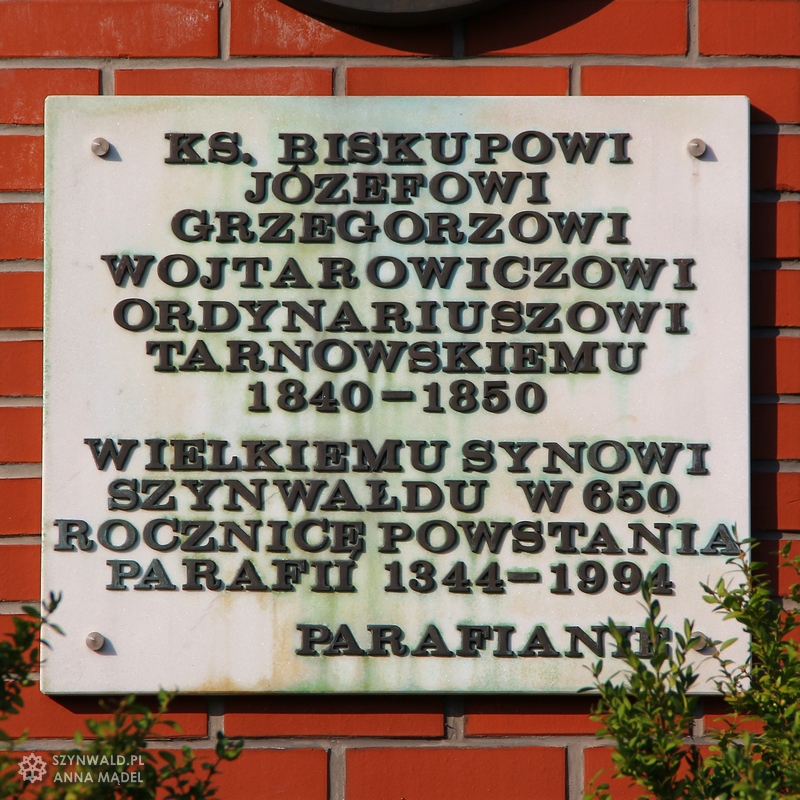 KS. BISKUPOWI
JÓZEFOWI
GRZEGORZOWI
WOJTAROWICZOWI
ORDYNARIUSZOWI
TARNOWSKIEMU
1840–1850
WIELKIEMU SYNOWI
SZYNWAŁDU W 650
ROCZNICĘ POWSTANIA
PARAFII 1344–1994
PARAFIANIE
SZYNWALD.PL
ANNA MĄDEL